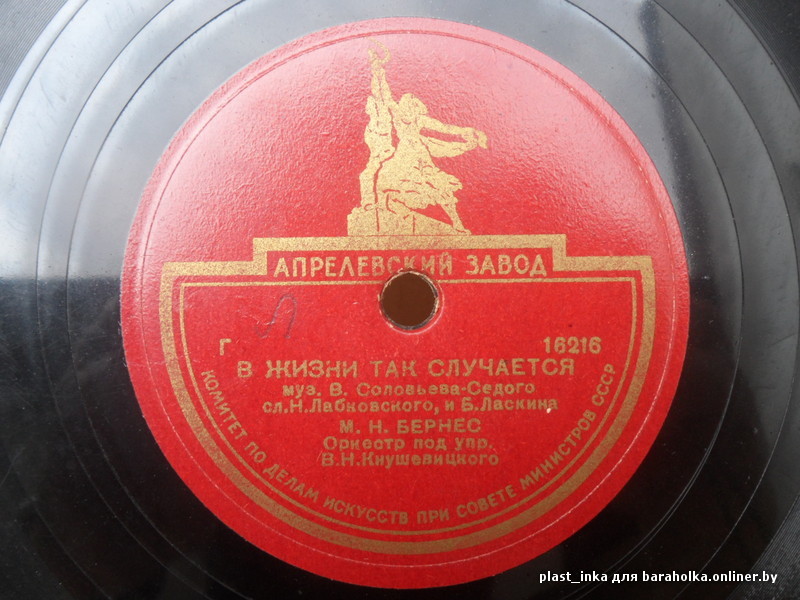 АПРЕЛЕВСКИЙ ЗАВОД
Г 16216
В ЖИЗНИ ТАК СЛУЧАЕТСЯ
муз. В. Соловьева-Седого
сл.Н.Лабковского, и Б.Ласкина
М. Н. БЕРНЕС
Оркестр под упр.
В.Н.Кнушевицкого
КОМИТЕТ ПО ДЕЛАМ ИСКУССТВ ПРИ СОВЕТЕ МИНИСТРОВ СССР
plast_inka для baraholka.onliner.by